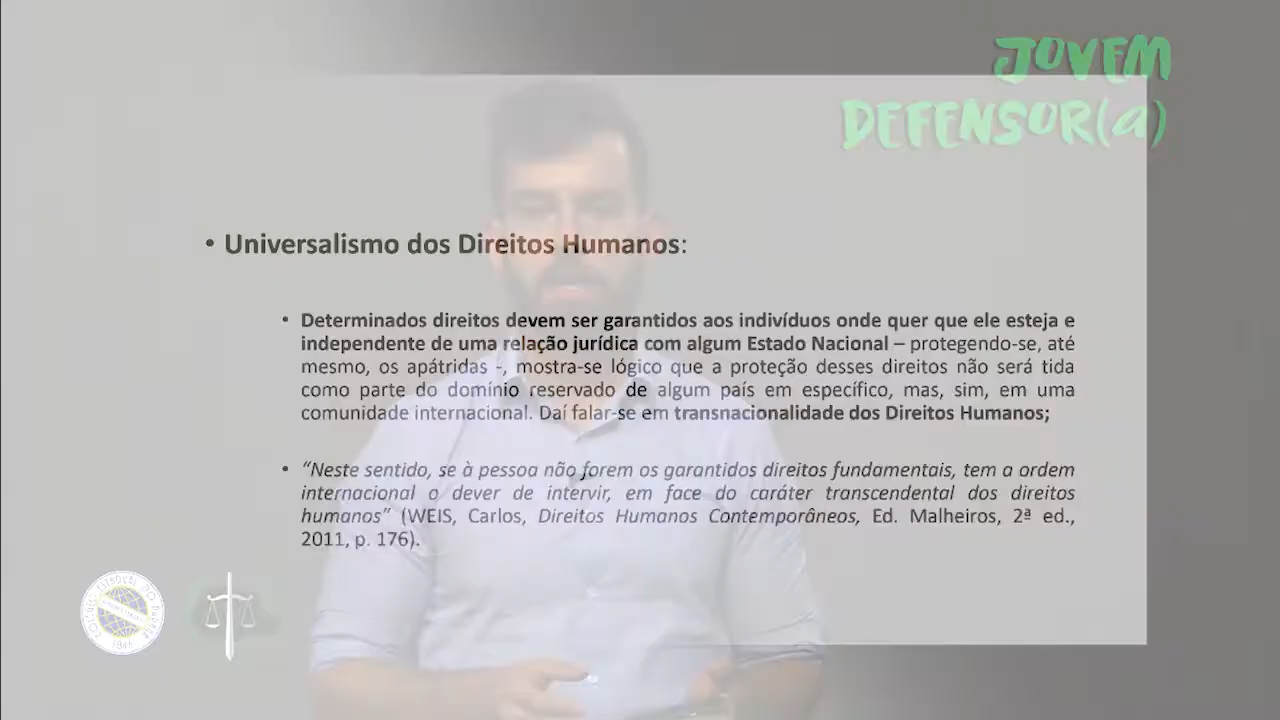 JOVEM
DEFENSOR(a)
• Universalismo dos Direitos Humanos:
• Determinados direitos devem ser garantidos aos indivíduos onde quer que ele esteja e
independente de uma relação jurídica com algum Estado Nacional – protegendo-se, até
mesmo, os apátridas -, mostra-se lógico que a proteção desses direitos não será tida
como parte do domínio reservado de algum país em específico, mas, sim, em uma
comunidade internacional. Daí falar-se em transnacionalidade dos Direitos Humanos;
• “Neste sentido, se à pessoa não forem os garantidos direitos fundamentais, tem a ordem
internacional o dever de intervir, em face do caráter transcendental dos direitos
humanos” (WEIS, Carlos, Direitos Humanos Contemporâneos, Ed. Malheiros, 2ª ed.,
2011, p. 176).
1846